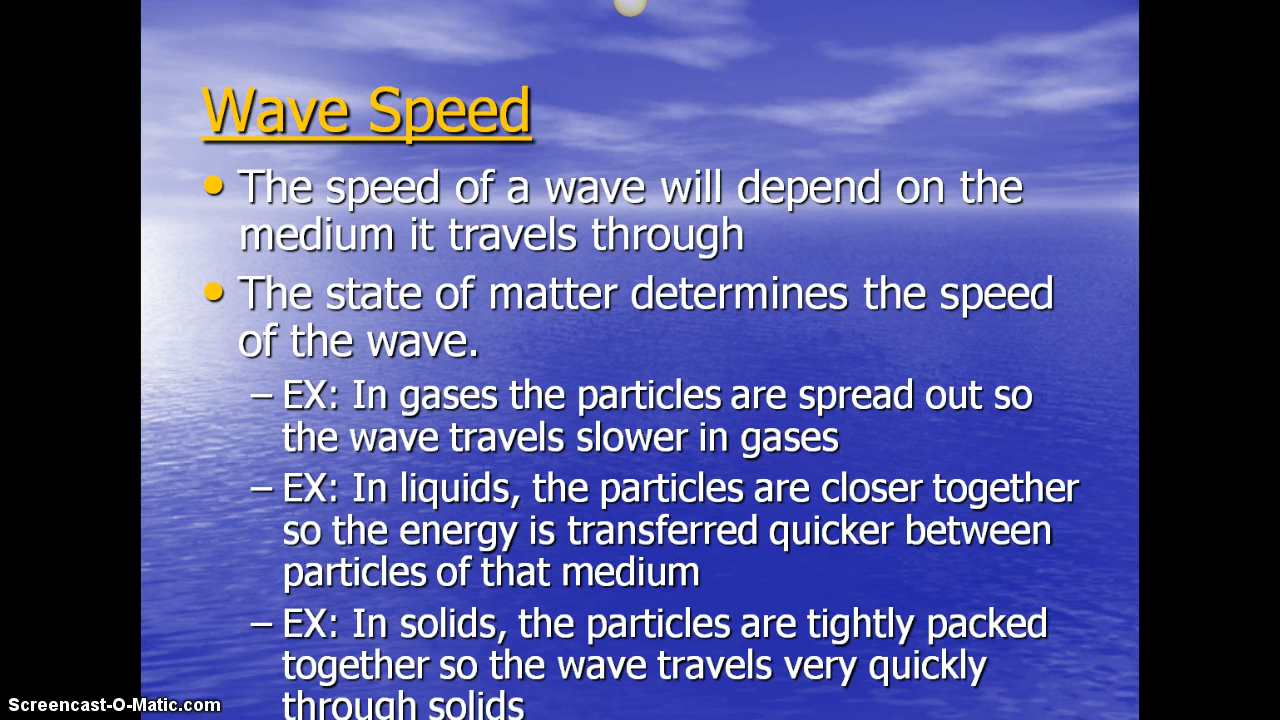 Wave Speed
• The speed of a wave will depend on the
medium it travels through
• The state of matter determines the speed
of the wave.
– EX: In gases the particles are spread out so
the wave travels slower in gases
– EX: In liquids, the particles are closer together
so the energy is transferred quicker between
particles of that medium
– EX: In solids, the particles are tightly packed
together so the wave travels very quickly
through solids
Screencast-O-Matic.com